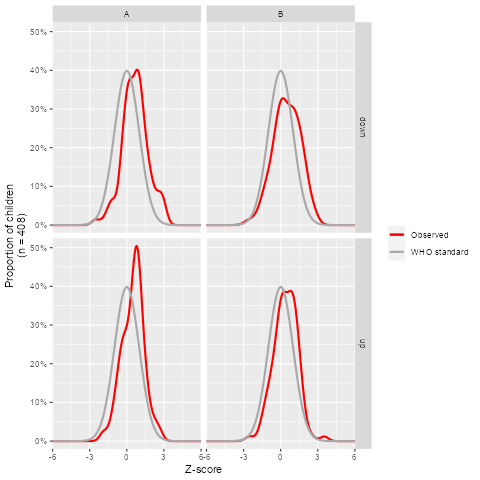 A
B
50%
40%
30%
20%
10%
0%
down
50%
40%
30%
20%
10%
0%
up
-6
-3
0
3
6
-6
-3
0
3
6
Z-score
Proportion of children
(n = 408)
Observed
WHO standard